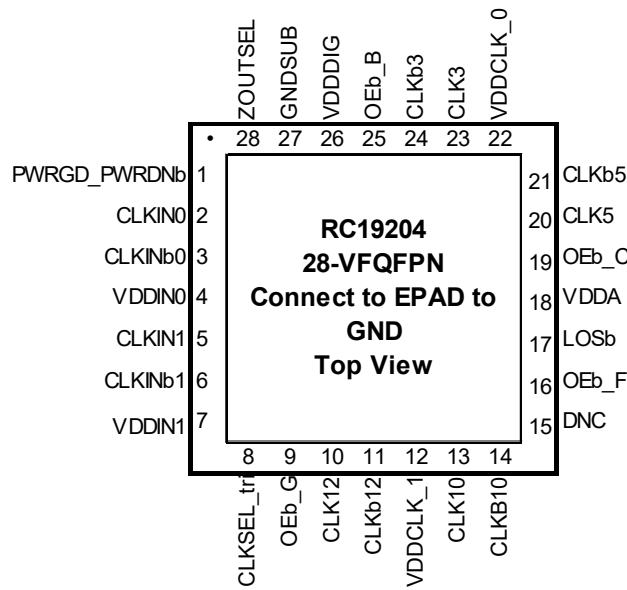 ZOUTSEL
GNDSUB
VDDDIG
OEb_B
CLKb3
CLK3
VDDCLK_0
28 27 26 25 24 23 22
PWRGD_PWRDNb 1
CLKIN0 2
CLKINb0 3
VDDIN0 4
CLKIN1 5
CLKINb1 6
VDDIN1 7
RC19204
28-VFQFPN
Connect to EPAD to
GND
Top View
21 CLKb5
20 CLK5
19 OEb_C
18 VDDA
17 LOSb
16 OEb_F
15 DNC
8 9 10 11 12 13 14
CLKSEL_tri
OEb_G
CLK12
CLKb12
VDDCLK_1
CLK10
CLKB10